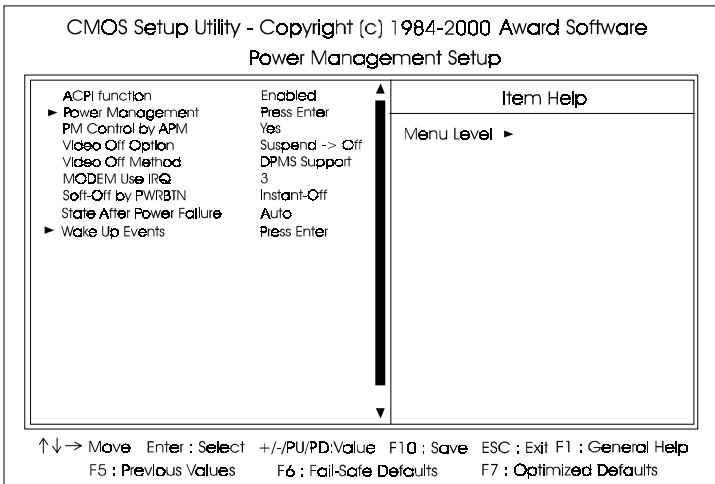 CMOS Setup Utility - Copyright (c) 1984-2000 Award Software
Power Management Setup
ACPI function Enabled
► Power Management Press Enter
PM Control by APM Yes
Video Off Option Suspend -> Off
Video Off Method DPMS Support
MODEM Use IRQ 3
Soft-Off by PWRBTN Instant-Off
State After Power Failure Auto
► Wake Up Events Press Enter
Item Help
Menu Level ►
↑↓→ Move Enter : Select +/-/PU/PD:Value F10 : Save ESC : Exit F1 : General Help
F5 : Previous Values F6 : Fail-Safe Defaults F7 : Optimized Defaults